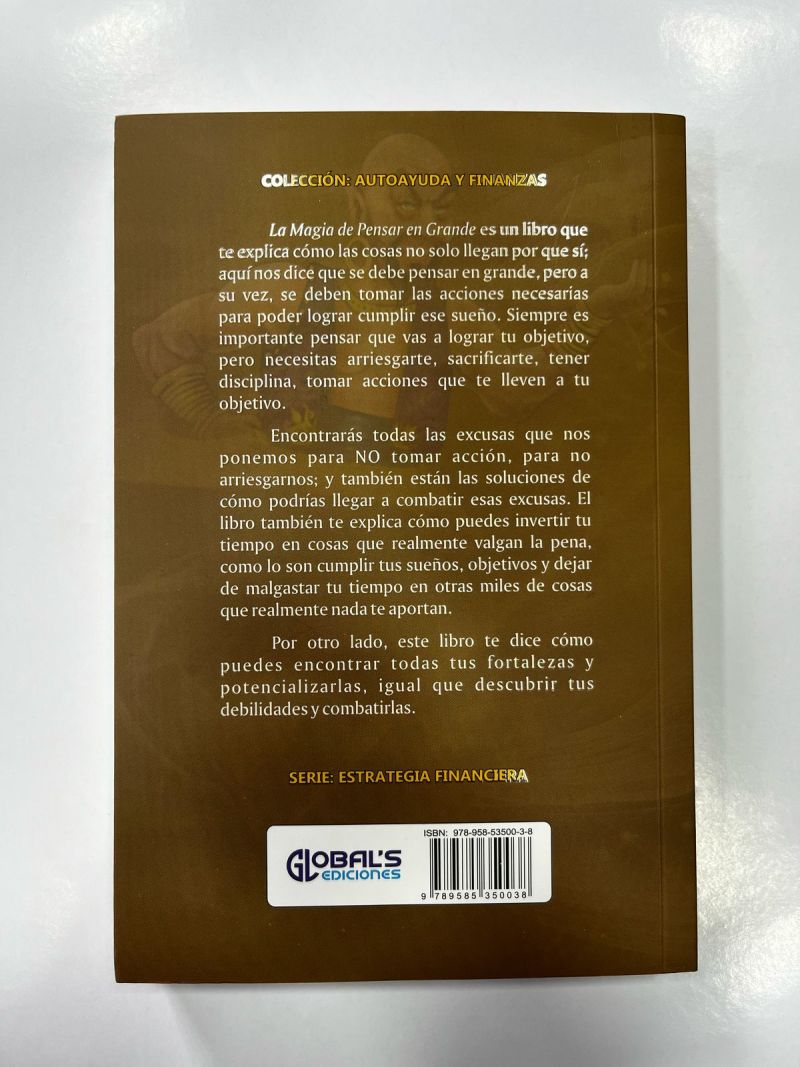 COLECCIÓN: AUTOAYUDA Y FINANZAS
La Magia de Pensar en Grande es un libro que
te explica cómo las cosas no solo llegan por que sí;
aquí nos dice que se debe pensar en grande, pero a
su vez, se deben tomar las acciones necesarías
para poder lograr cumplir ese sueño. Siempre es
importante pensar que vas a lograr tu objetivo,
pero necesitas arriesgarte, sacrificarte, tener
disciplina, tomar acciones que te lleven a tu
objetivo.
Encontrarás todas las excusas que nos
ponemos para NO tomar acción, para no
arriesgarnos; y también están las soluciones de
cómo podrías llegar a combatir esas excusas. El
libro también te explica cómo puedes invertir tu
tiempo en cosas que realmente valgan la pena,
como lo son cumplir tus sueños, objetivos y dejar
de malgastar tu tiempo en otras miles de cosas
que realmente nada te aportan.
Por otro lado, este libro te dice cómo
puedes encontrar todas tus fortalezas y
potencializarlas, igual que descubrir tus
debilidades y combatirlas.
SERIE: ESTRATEGIA FINANCIERA
GLOBAL'S
EDICIONES
ISBN: 978-958-53500-3-8
9 789585 350038